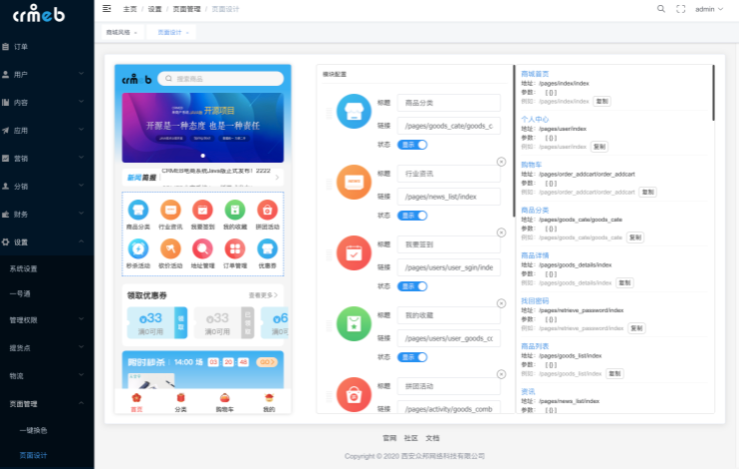 crmeb
主页 / 设置 / 页面管理 / 页面设计
admin
商城风格
页面设计
订单
用户
内容
应用
营销
分销
财务
设置
系统设置
一号通
管理权限
提货点
物流
页面管理
一键换色
页面设计
搜索商品
开源项目
开源是一种态度 也是一种责任
新闻简报
CRMEB电商系统Java版正式发布! 2222
商品分类 行业资讯 我要签到 我的收藏 拼团活动
秒杀活动 砍价活动 地址管理 订单管理 优惠券
领取优惠券
查看更多
33
满0可用
领取
33
满0可用
限时秒杀
14:00 场
03 20 48
GO
首页 分类 购物车 我的
模块配置
标题 商品分类
链接 /pages/goods_cate/goods_c
状态 显示
标题 行业资讯
链接 /pages/news_list/index
状态 显示
标题 我要签到
链接 /pages/users/user_sgin/inde
状态 显示
标题 我的收藏
链接 /pages/users/user_goods_cc
状态 显示
标题 拼团活动
链接 /pages/activity/goods_comb
商城首页
地址: /pages/index/index
参数: [ {} ]
例如: /pages/index/index 复制
个人中心
地址: /pages/user/index
参数: [ {} ]
例如: /pages/user/index 复制
购物车
地址: /pages/order_addcart/order_addcart
参数: [ {} ]
例如: /pages/order_addcart/order_addcart 复制
商品分类
地址: /pages/goods_cate/goods_cate
参数: [ {} ]
例如: /pages/goods_cate/goods_cate 复制
商品详情
地址: /pages/goods_details/index
参数: [ {} ]
例如: /pages/goods_details/index 复制
找回密码
地址: /pages/retrieve_password/index
参数: [ {} ]
例如: /pages/retrieve_password/index 复制
商品列表
地址: /pages/goods_list/index
参数: [ {} ]
例如: /pages/goods_list/index 复制
资讯
地址: /pages/news_list/index
参数: [ {} ]
官网 社区 文档
Copyright © 2020 西安众邦网络科技有限公司